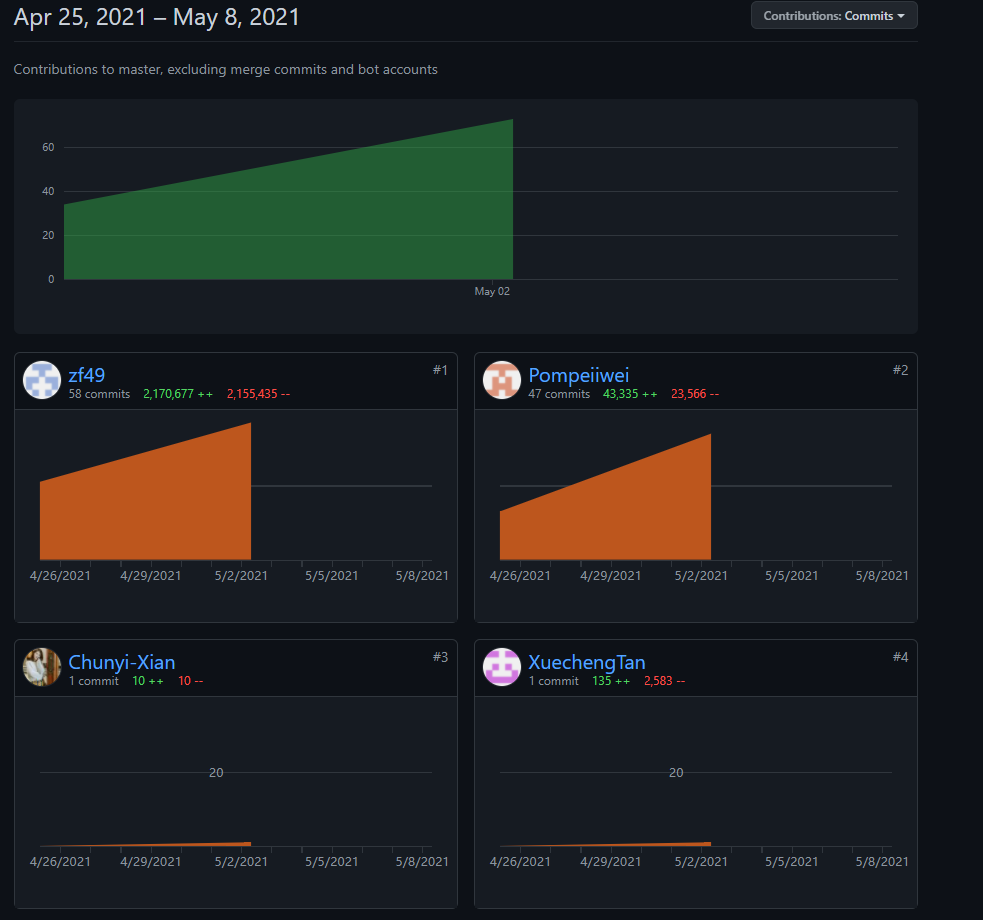 Apr 25, 2021 – May 8, 2021
Contributions: Commits
Contributions to master, excluding merge commits and bot accounts
60
40
20
0
May 02
zf49
#1
58 commits 2,170,677 ++ 2,155,435 --
4/26/2021 4/29/2021 5/2/2021 5/5/2021 5/8/2021
Pompeiiwei
#2
47 commits 43,335 ++ 23,566 --
4/26/2021 4/29/2021 5/2/2021 5/5/2021 5/8/2021
Chunyi-Xian
#3
1 commit 10 ++ 10 --
20
4/26/2021 4/29/2021 5/2/2021 5/5/2021 5/8/2021
XuechengTan
#4
1 commit 135 ++ 2,583 --
20
4/26/2021 4/29/2021 5/2/2021 5/5/2021 5/8/2021